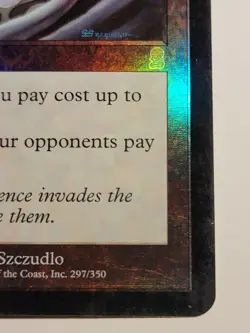 u pay cost up to
ur opponents pay
ence invades the
e them.
Szczudlo
f the Coast, Inc. 297/350